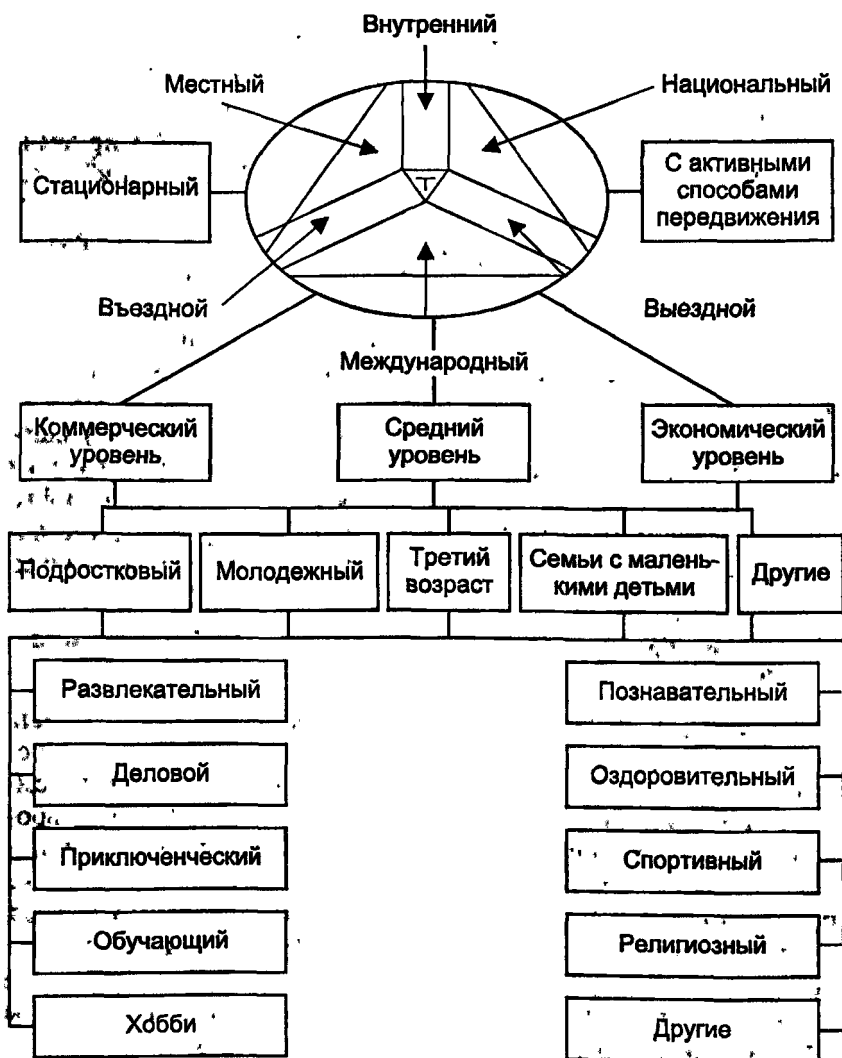 Внутренний
Местный
Национальный
Стационарный
Т
С активными
способами
передвижения
Въездной
Выездной
Международный
Коммерческий
уровень
Средний
уровень
Экономический
уровень
Подростковый
Молодежный
Третий
возраст
Семьи с малень-
кими детьми
Другие
Развлекательный
Познавательный
Деловой
Оздоровительный
Приключенческий
Спортивный
Обучающий
Религиозный
Хобби
Другие